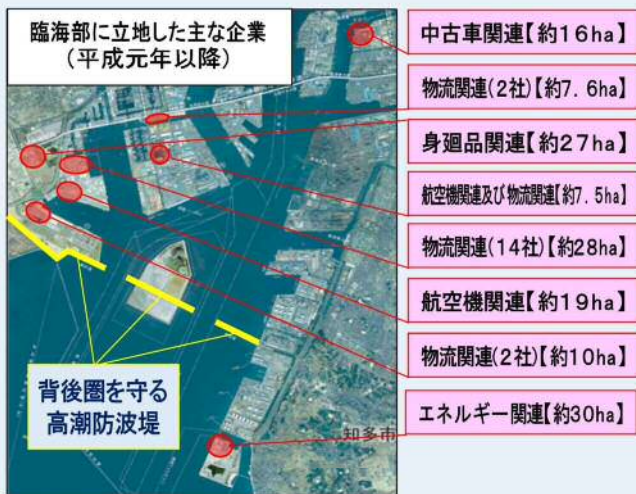 臨海部に立地した主な企業
(平成元年以降)
中古車関連【約16ha】
物流関連(2社)【約7.6ha】
身廻品関連【約27ha】
航空機関連及び物流関連【約7.5ha】
物流関連(14社)【約28ha】
航空機関連【約19ha】
物流関連(2社)【約10ha】
エネルギー関連【約30ha】
背後圏を守る
高潮防波堤
知多市